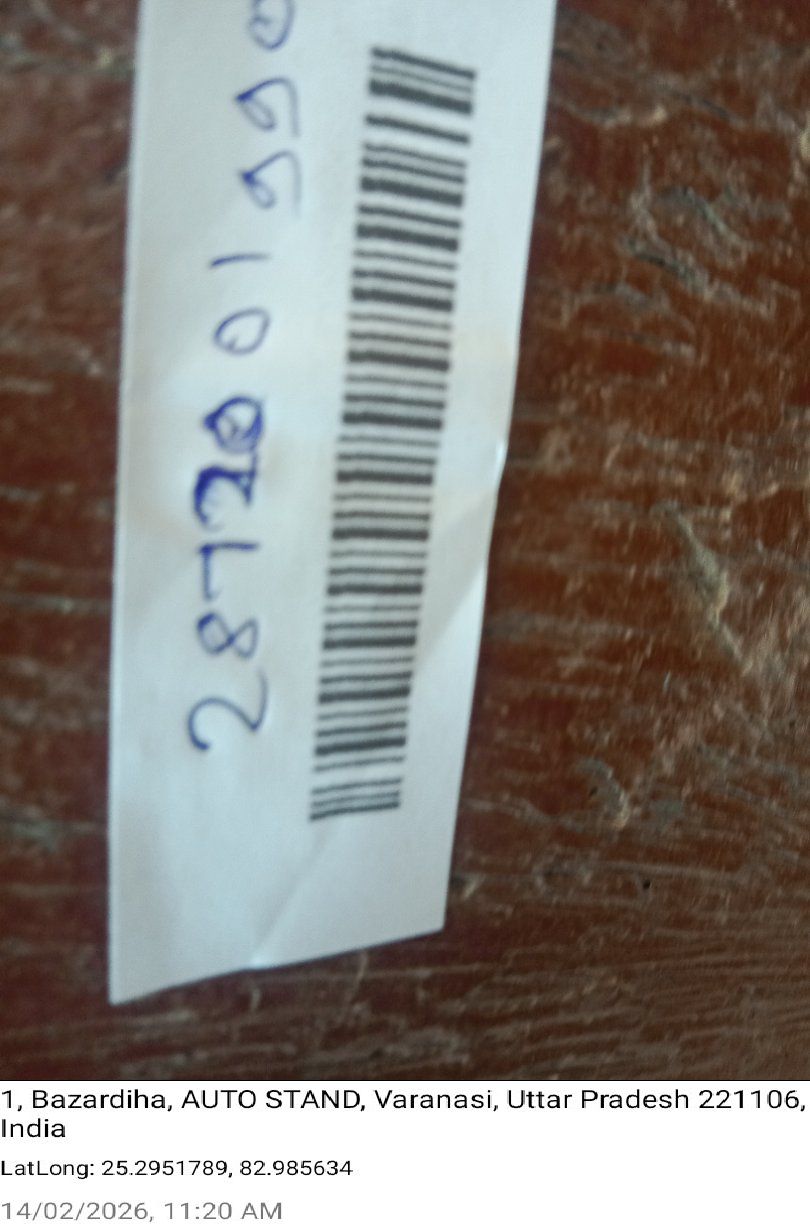 2872001990
1, Bazardiha, AUTO STAND, Varanasi, Uttar Pradesh 221106,
India
LatLong: 25.2951789, 82.985634
14/02/2026, 11:20 AM